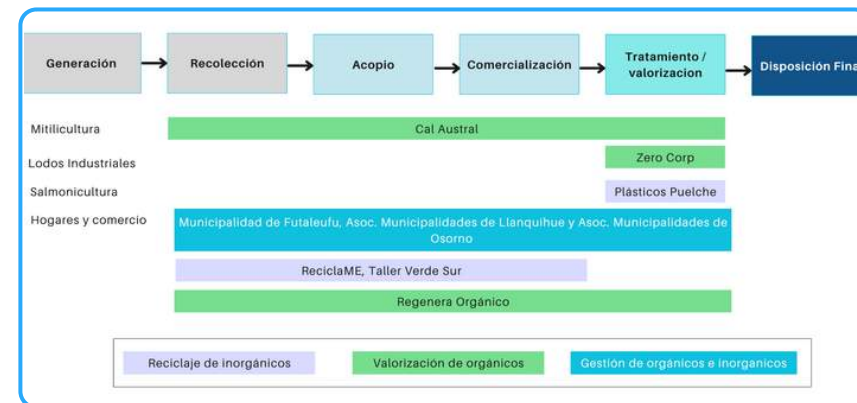 Generación
Recolección
Acopio
Comercialización
Tratamiento /
valorizacion
Disposición Fina
Mitilicultura
Cal Austral
Lodos Industriales
Zero Corp
Salmonicultura
Plásticos Puelche
Hogares y comercio
Municipalidad de Futaleufu, Asoc. Municipalidades de Llanquihue y Asoc. Municipalidades de
Osorno
ReciclaME, Taller Verde Sur
Regenera Orgánico
Reciclaje de inorgánicos
Valorización de orgánicos
Gestión de orgánicos e inorganicos